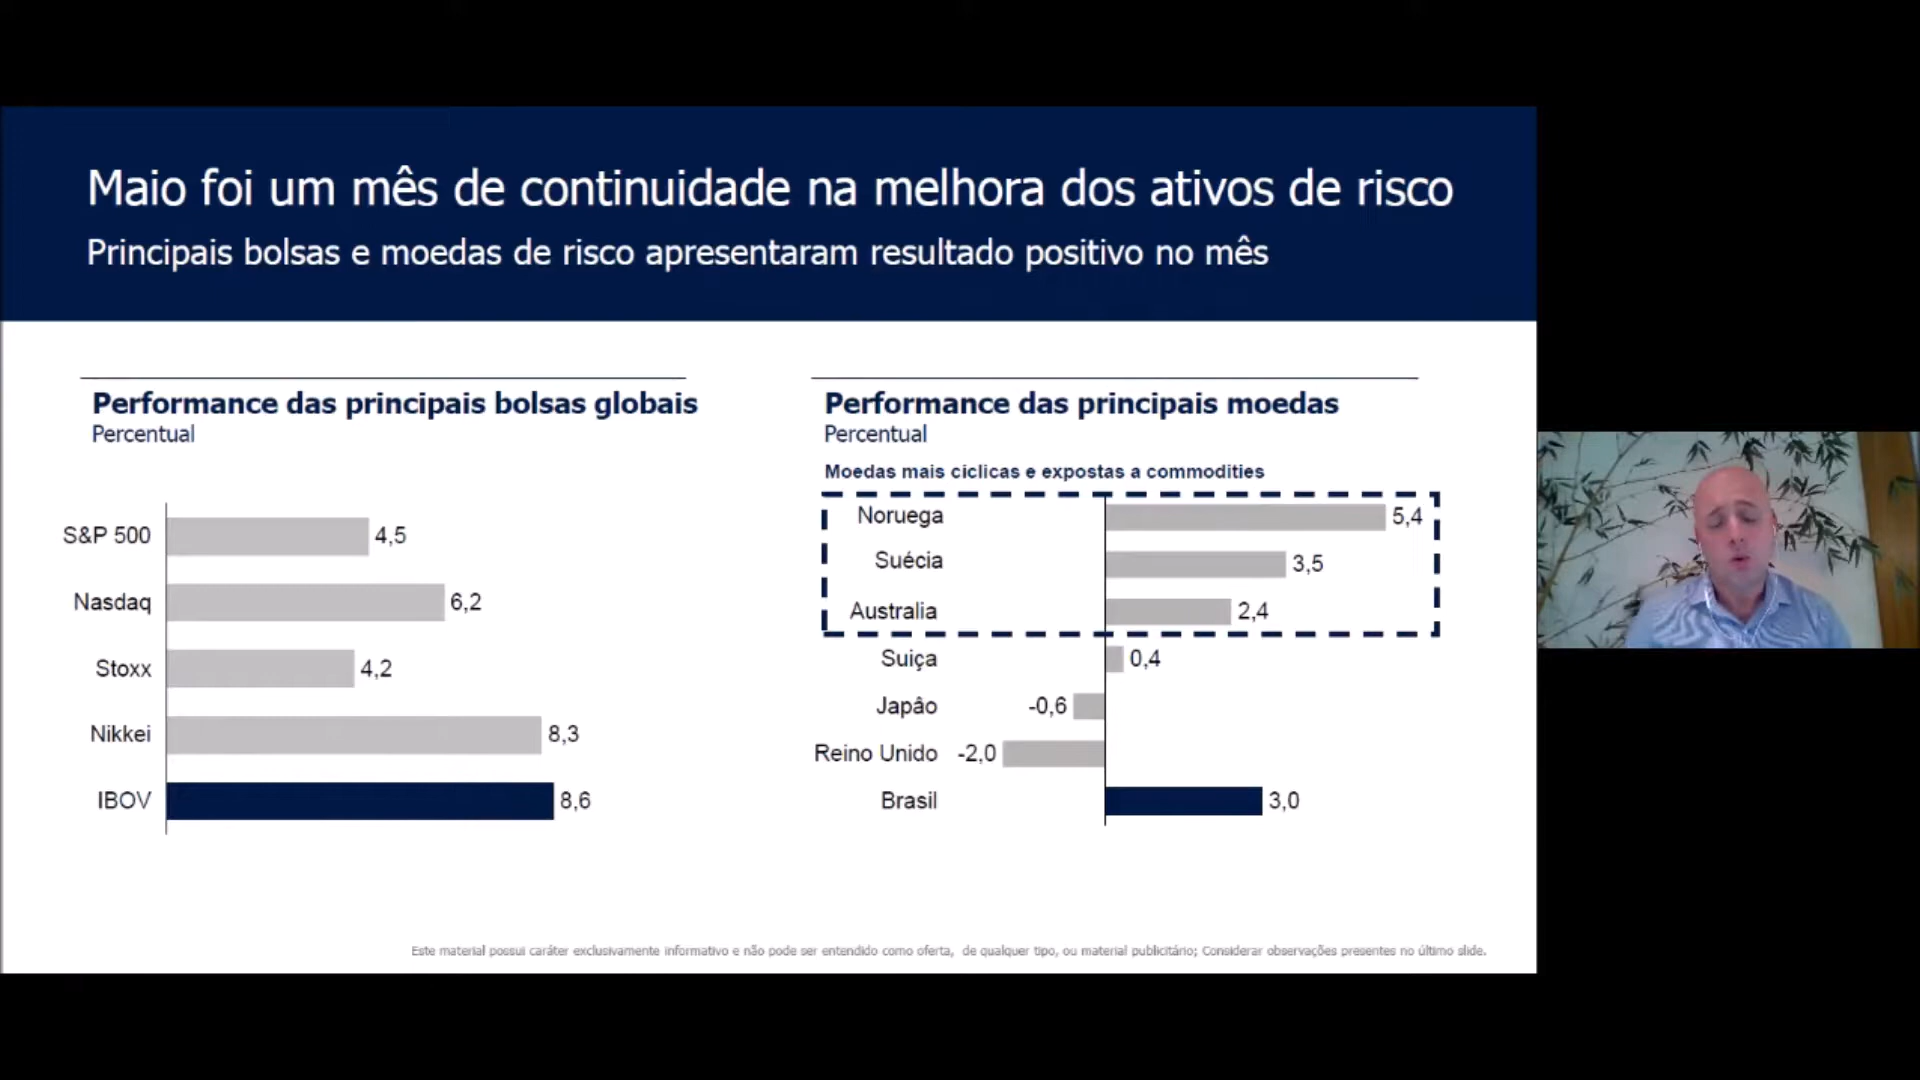 Maio foi um mês de continuidade na melhora dos ativos de risco
Principais bolsas e moedas de risco apresentaram resultado positivo no mês
Performance das principais bolsas globais
Percentual
S&P 500 4,5
Nasdaq 6,2
Stoxx 4,2
Nikkei 8,3
IBOV 8,6
Performance das principais moedas
Percentual
Moedas mais cíclicas e expostas a commodities
Noruega 5,4
Suécia 3,5
Australia 2,4
Suiça 0,4
Japâo -0,6
Reino Unido -2,0
Brasil 3,0
Este material possui caráter exclusivamente informativo e não pode ser entendido como oferta, de qualquer tipo, ou material publicitário; Considerar observações presentes no último slide.